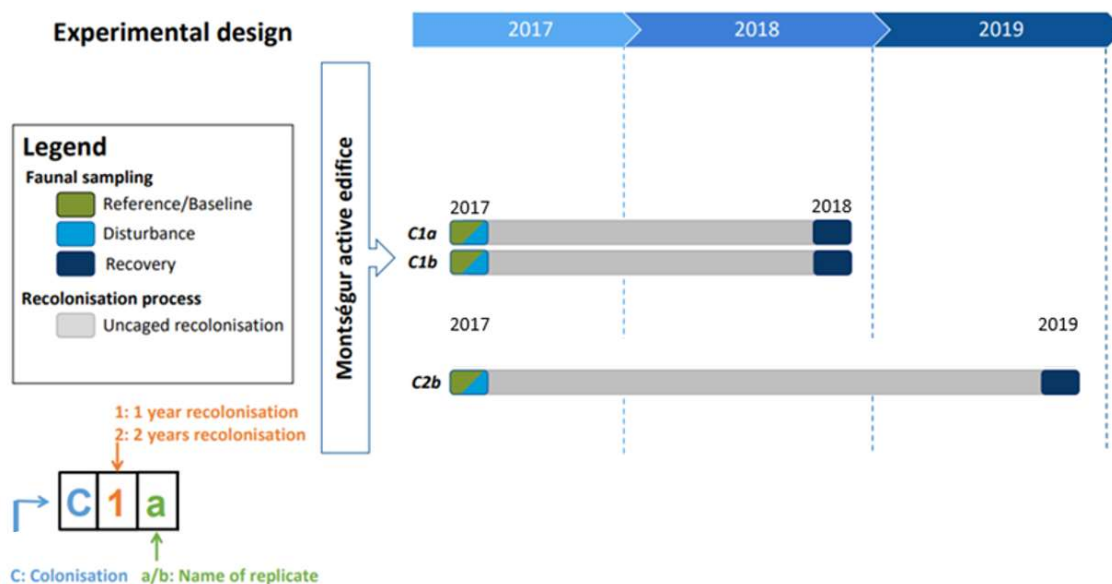 Experimental design
2017
2018
2019
Legend
Faunal sampling
Reference/Baseline
Disturbance
Recovery
Recolonisation process
Uncaged recolonisation
Montségur active edifice
2017
2018
C1a
C1b
2017
2019
C2b
1: 1 year recolonisation
2: 2 years recolonisation
C 1 a
C: Colonisation a/b: Name of replicate